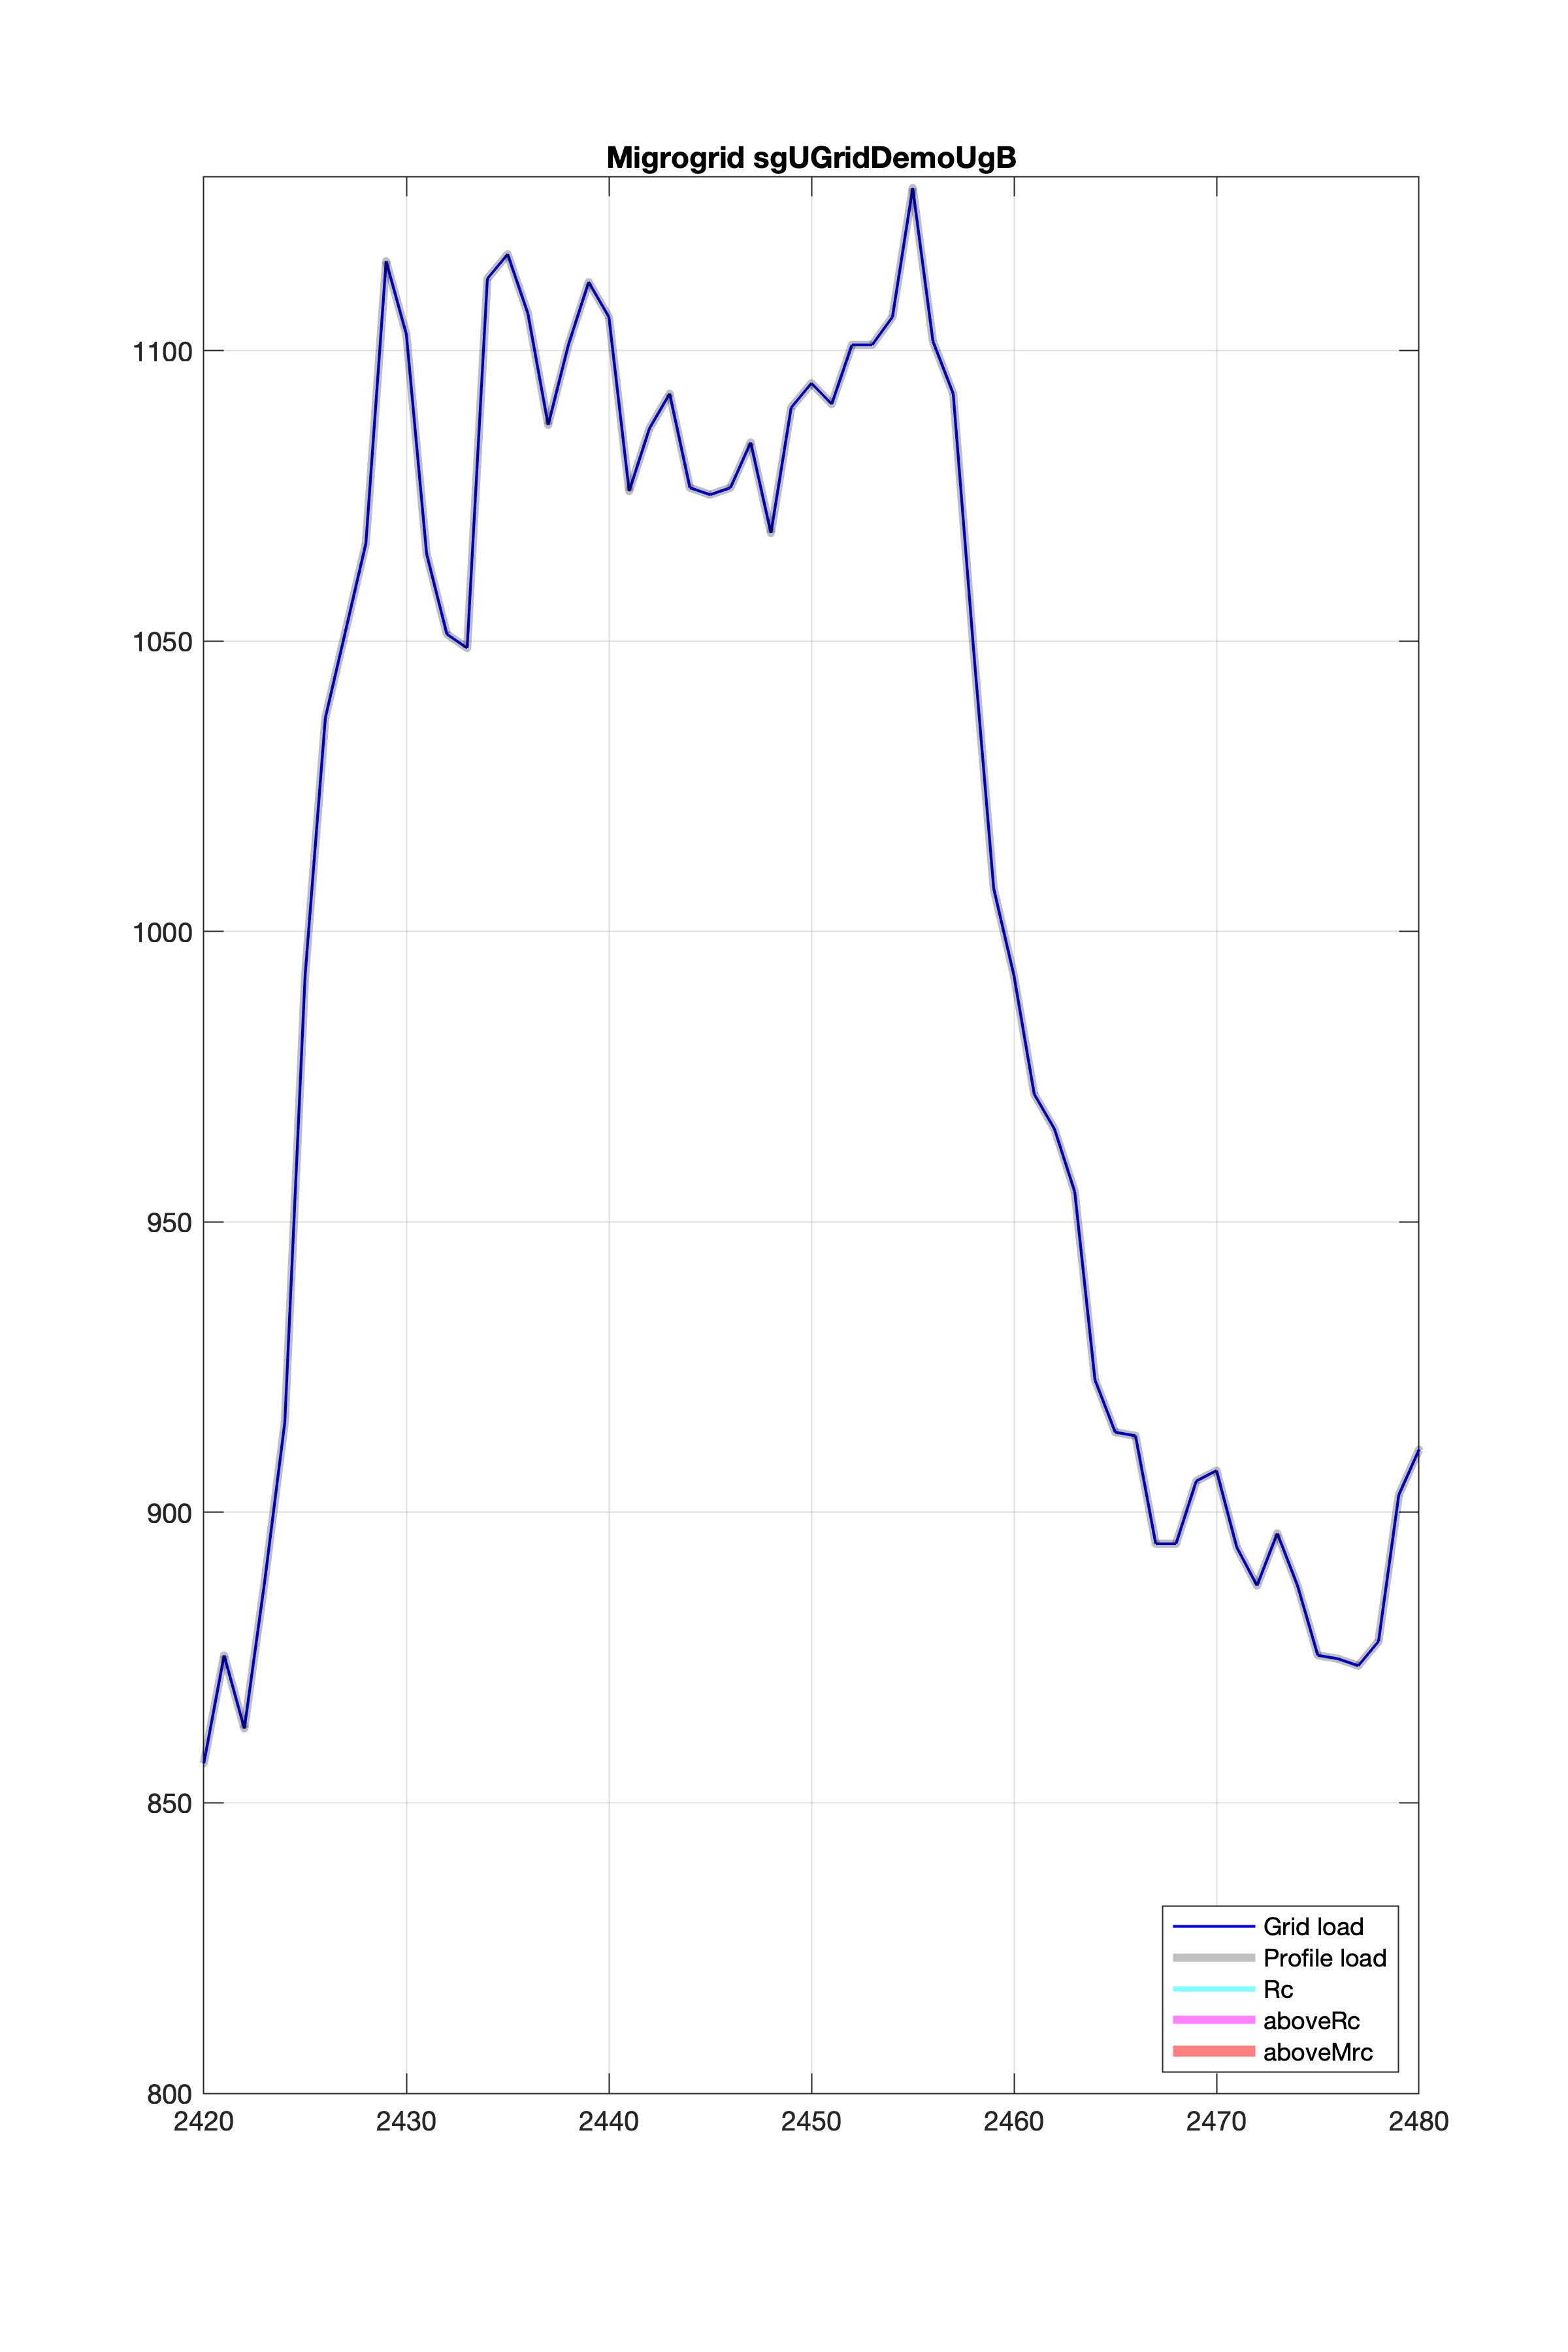 Migrogrid sgUGridDemoUgB
1100
1050
1000
950
900
850
800
2420 2430 2440 2450 2460 2470 2480
Grid load
Profile load
Rc
aboveRc
aboveMrc